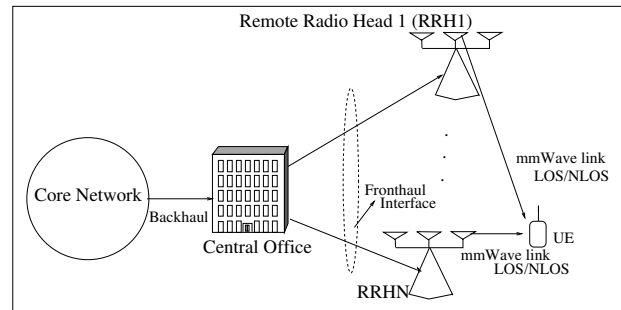 Remote Radio Head 1 (RRH1)
mmWave link
LOS/NLOS
Core Network
Backhaul
Central Office
Fronthaul
Interface
UE
mmWave link
LOS/NLOS
RRHN